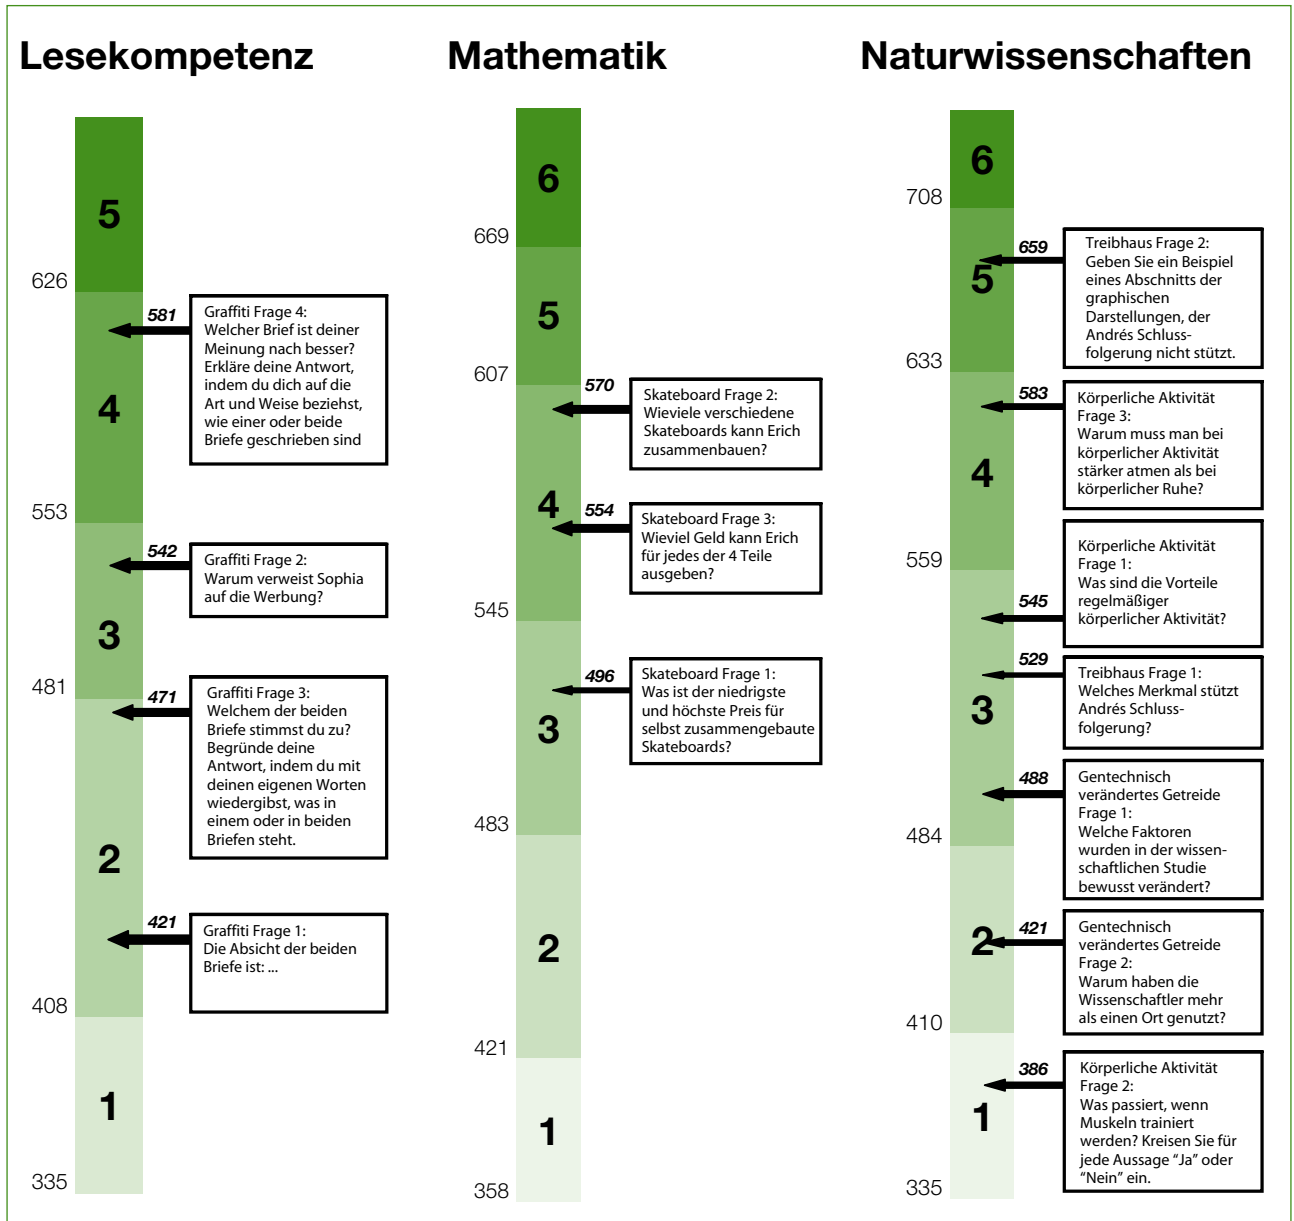 Lesekompetenz
5
626
581
Graffiti Frage 4:
Welcher Brief ist deiner
Meinung nach besser?
Erkläre deine Antwort,
indem du dich auf die
Art und Weise beziehst,
wie einer oder beide
Briefe geschrieben sind
4
553
542
Graffiti Frage 2:
Warum verweist Sophia
auf die Werbung?
3
481
471
Graffiti Frage 3:
Welchem der beiden
Briefe stimmst du zu?
Begründe deine
Antwort, indem du mit
deinen eigenen Worten
wiedergibst, was in
einem oder in beiden
Briefen steht.
2
421
Graffiti Frage 1:
Die Absicht der beiden
Briefe ist: ...
408
1
335
Mathematik
6
669
5
607
570
Skateboard Frage 2:
Wieviele verschiedene
Skateboards kann Erich
zusammenbauen?
4
554
Skateboard Frage 3:
Wieviel Geld kann Erich
für jedes der 4 Teile
ausgeben?
545
496
Skateboard Frage 1:
Was ist der niedrigste
und höchste Preis für
selbst zusammengebaute
Skateboards?
3
483
2
421
1
358
Naturwissenschaften
6
708
659
Treibhaus Frage 2:
Geben Sie ein Beispiel
eines Abschnitts der
graphischen
Darstellungen, der
Andrés Schluss-
folgerung nicht stützt.
5
633
583
Körperliche Aktivität
Frage 3:
Warum muss man bei
körperlicher Aktivität
stärker atmen als bei
körperlicher Ruhe?
4
559
545
Körperliche Aktivität
Frage 1:
Was sind die Vorteile
regelmäßiger
körperlicher Aktivität?
529
Treibhaus Frage 1:
Welches Merkmal stützt
Andrés Schluss-
folgerung?
3
488
Gentechnisch
verändertes Getreide
Frage 1:
Welche Faktoren
wurden in der wissen-
schaftlichen Studie
bewusst verändert?
484
2
421
Gentechnisch
verändertes Getreide
Frage 2:
Warum haben die
Wissenschaftler mehr
als einen Ort genutzt?
410
386
Körperliche Aktivität
Frage 2:
Was passiert, wenn
Muskeln trainiert
werden? Kreisen Sie für
jede Aussage “Ja” oder
“Nein” ein.
1
335